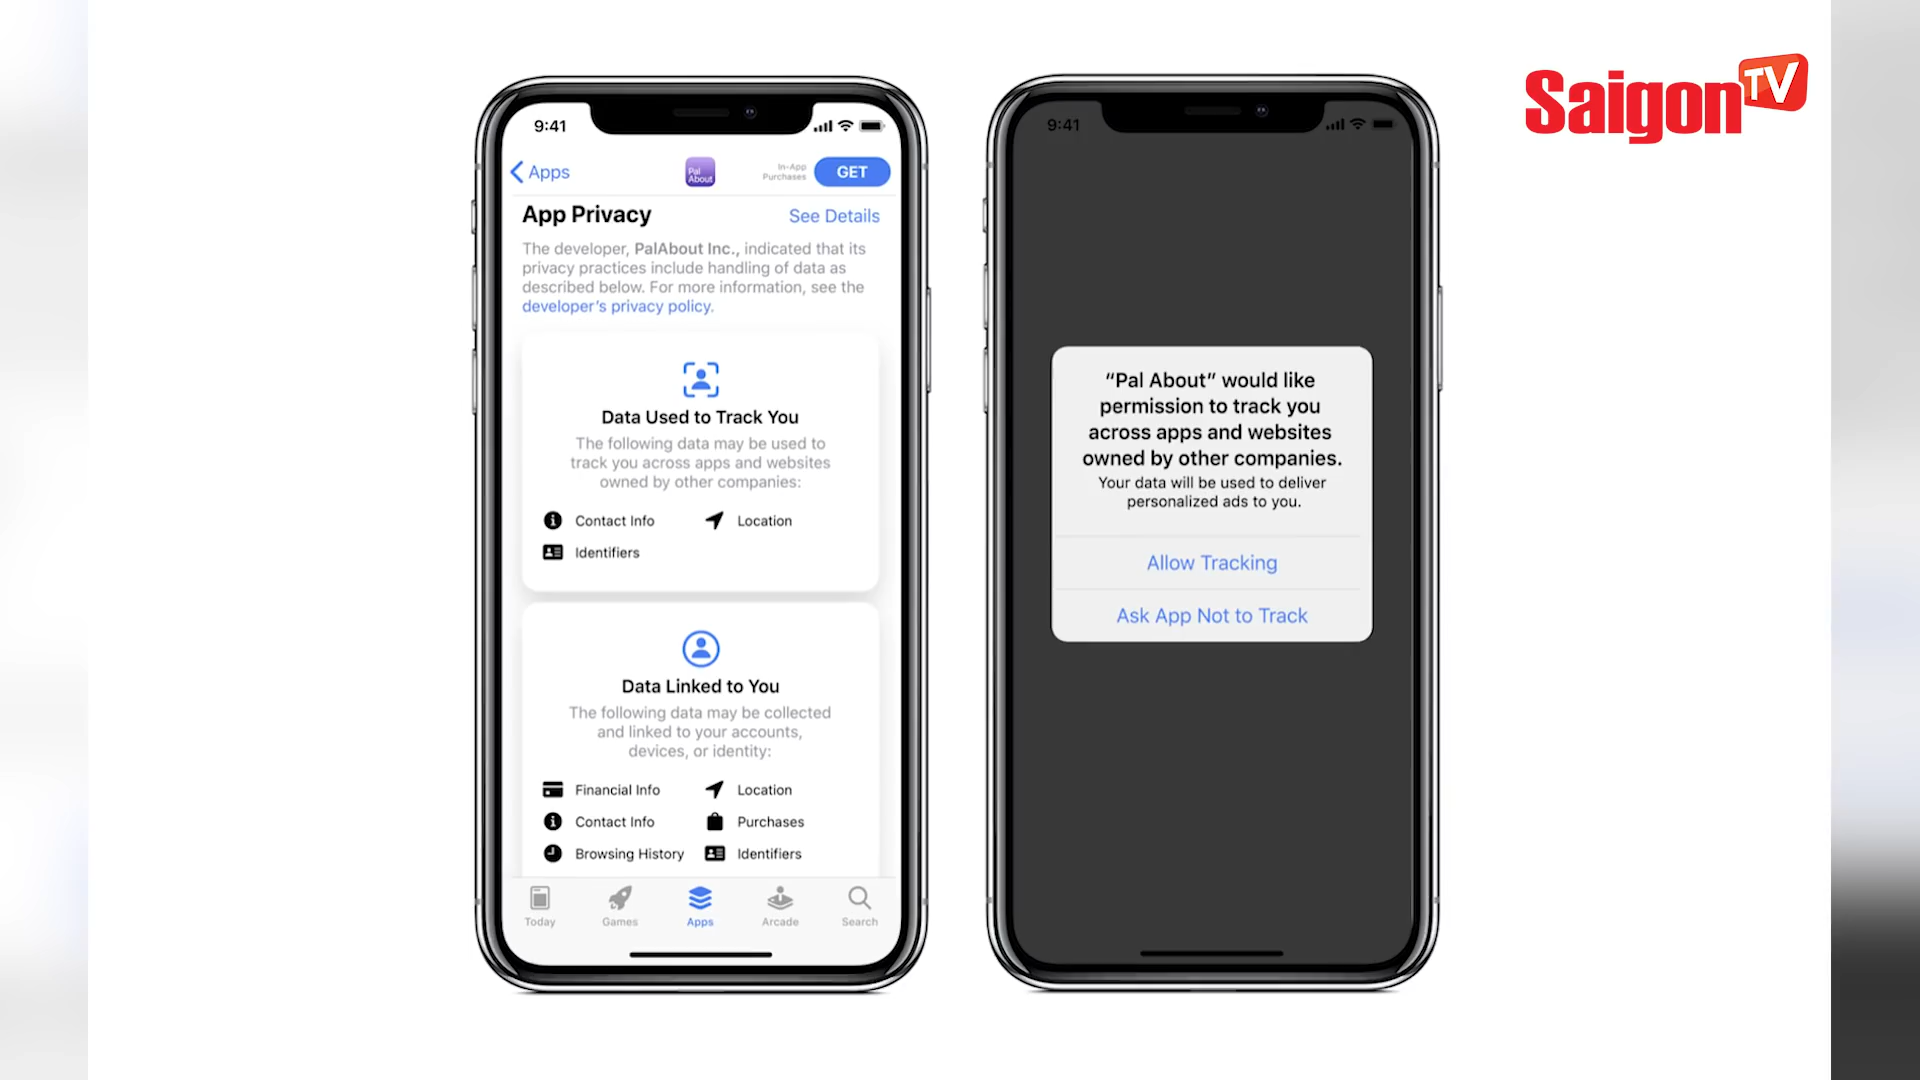 Saigon TV
9:41
Apps
Pal
About
In-App
Purchases
GET
App Privacy
See Details
The developer, PalAbout Inc., indicated that its
privacy practices include handling of data as
described below. For more information, see the
developer's privacy policy.
Data Used to Track You
The following data may be used to
track you across apps and websites
owned by other companies:
Contact Info
Location
Identifiers
Data Linked to You
The following data may be collected
and linked to your accounts,
devices, or identity:
Financial Info
Location
Contact Info
Purchases
Browsing History
Identifiers
Today
Games
Apps
Arcade
Search
9:41
“Pal About” would like
permission to track you
across apps and websites
owned by other companies.
Your data will be used to deliver
personalized ads to you.
Allow Tracking
Ask App Not to Track